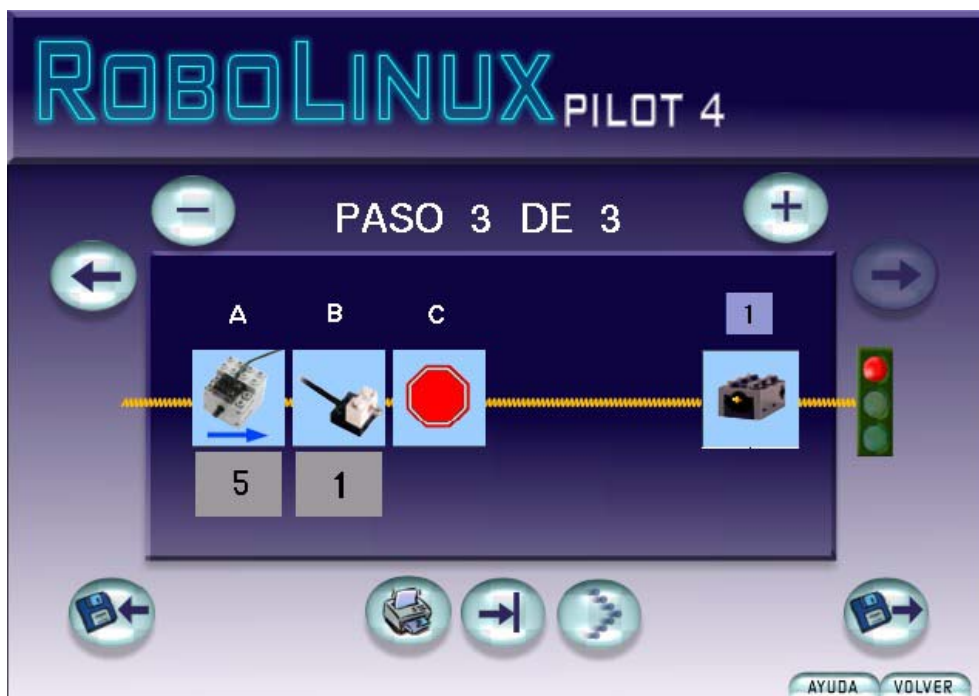 ROBOLINUX PILOT 4
PASO 3 DE 3
A B C 1
5 1
AYUDA VOLVER